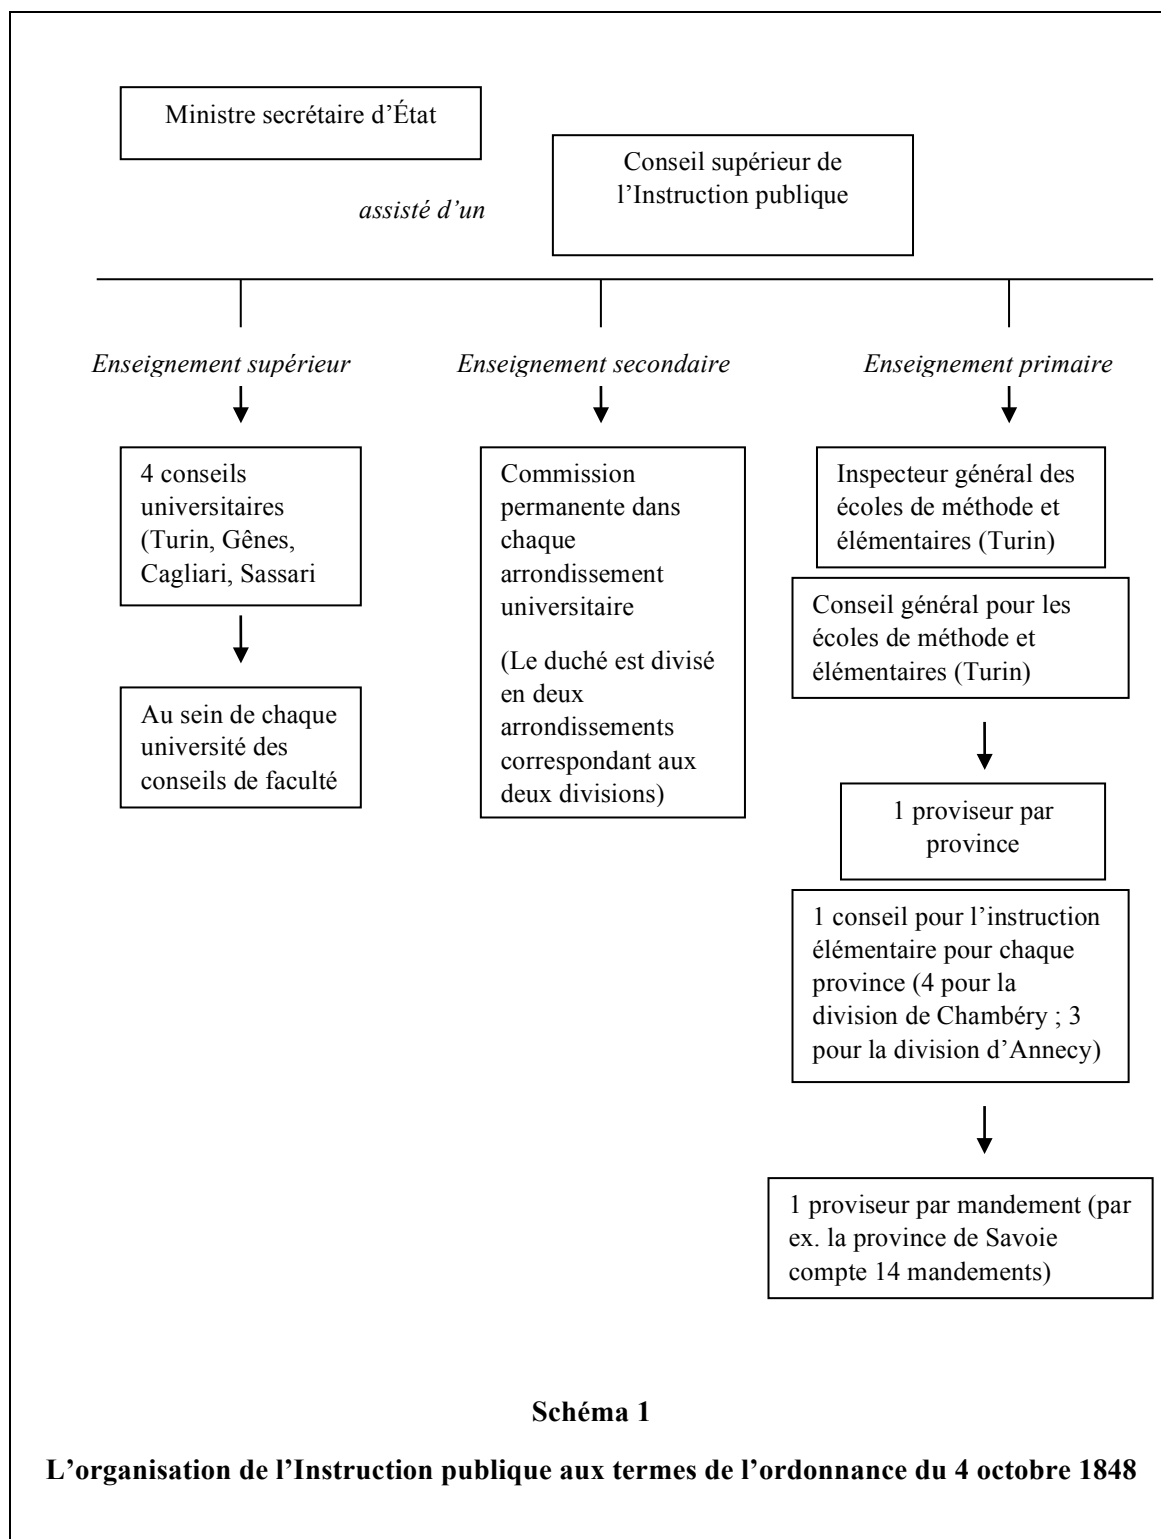 Ministre secrétaire d’État
Conseil supérieur de
l’Instruction publique
assisté d’un
Enseignement supérieur
Enseignement secondaire
Enseignement primaire
4 conseils
universitaires
(Turin, Gênes,
Cagliari, Sassari
Au sein de chaque
université des
conseils de faculté
Commission
permanente dans
chaque
arrondissement
universitaire
(Le duché est divisé
en deux
arrondissements
correspondant aux
deux divisions)
Inspecteur général des
écoles de méthode et
élémentaires (Turin)
Conseil général pour les
écoles de méthode et
élémentaires (Turin)
1 proviseur par
province
1 conseil pour l’instruction
élémentaire pour chaque
province (4 pour la
division de Chambéry ; 3
pour la division d’Annecy)
1 proviseur par mandement (par
ex. la province de Savoie
compte 14 mandements)
Schéma 1
L’organisation de l’Instruction publique aux termes de l’ordonnance du 4 octobre 1848